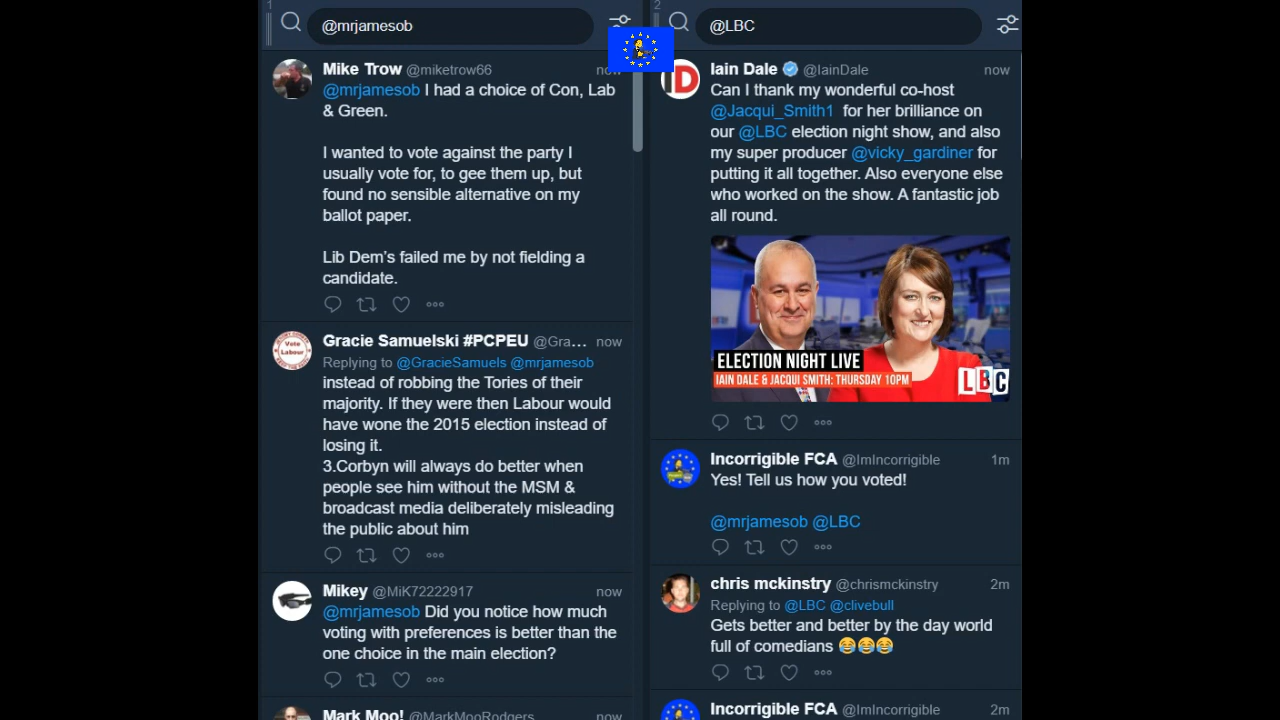 1
@mrjamesob
Mike Trow @miketrow66 now
@mrjamesob I had a choice of Con, Lab
& Green.
I wanted to vote against the party I
usually vote for, to gee them up, but
found no sensible alternative on my
ballot paper.
Lib Dem's failed me by not fielding a
candidate.
Gracie Samuelski #PCPEU @Gra... now
Vote
Labour
Replying to @GracieSamuels @mrjamesob
instead of robbing the Tories of their
majority. If they were then Labour would
have wone the 2015 election instead of
losing it.
3.Corbyn will always do better when
people see him without the MSM &
broadcast media deliberately misleading
the public about him
Mikey @MiK72222917 now
@mrjamesob Did you notice how much
voting with preferences is better than the
one choice in the main election?
Mark Moo! @MarkMooRodgers now
2
@LBC
ID
Iain Dale @IainDale now
Can I thank my wonderful co-host
@Jacqui_Smith1 for her brilliance on
our @LBC election night show, and also
my super producer @vicky_gardiner for
putting it all together. Also everyone else
who worked on the show. A fantastic job
all round.
ELECTION NIGHT LIVE
IAIN DALE & JACQUI SMITH: THURSDAY 10PM
LBC
Incorrigible FCA @ImIncorrigible 1m
Yes! Tell us how you voted!
@mrjamesob @LBC
chris mckinstry @chrismckinstry 2m
Replying to @LBC @clivebull
Gets better and better by the day world
full of comedians 😂😂😂
Incorrigible FCA @ImIncorrigible 2m